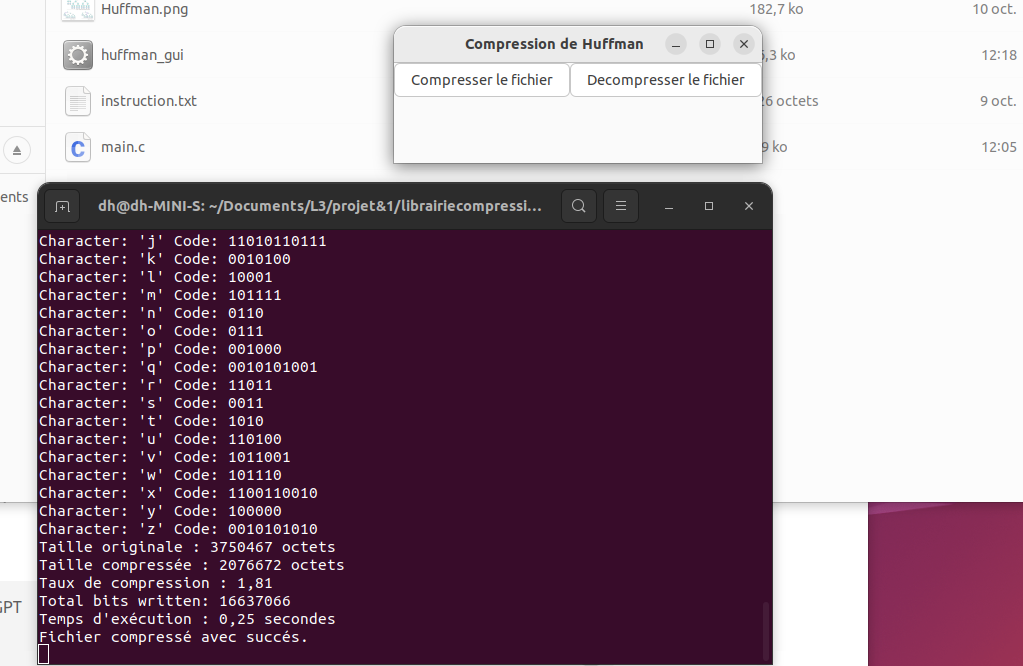 Huffman.png 182,7 ko 10 oct.
Compression de Huffman
huffman_gui ,3 ko 12:18
Compresser le fichier Decompresser le fichier
instruction.txt 26 octets 9 oct.
main.c ko 12:05
ents
dh@dh-MINI-S: ~/Documents/L3/projet&1/librairiecompressi...
Character: 'j' Code: 11010110111
Character: 'k' Code: 0010100
Character: 'l' Code: 10001
Character: 'm' Code: 101111
Character: 'n' Code: 0110
Character: 'o' Code: 0111
Character: 'p' Code: 001000
Character: 'q' Code: 0010101001
Character: 'r' Code: 11011
Character: 's' Code: 0011
Character: 't' Code: 1010
Character: 'u' Code: 110100
Character: 'v' Code: 1011001
Character: 'w' Code: 101110
Character: 'x' Code: 1100110010
Character: 'y' Code: 100000
Character: 'z' Code: 0010101010
Taille originale : 3750467 octets
Taille compressée : 2076672 octets
Taux de compression : 1,81
Total bits written: 16637066
GPT
Temps d'exécution : 0,25 secondes
Fichier compressé avec succés.